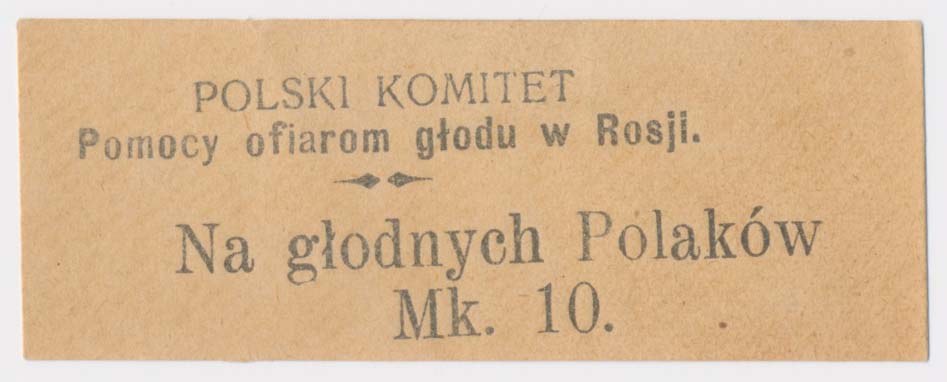 POLSKI KOMITET
Pomocy ofiarom głodu w Rosji.
Na głodnych Polaków
Mk. 10.